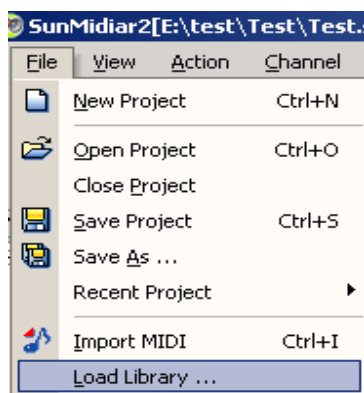 SunMidiar2[E:\test\Test\Test.
File View Action Channel
New Project Ctrl+N
Open Project Ctrl+O
Close Project
Save Project Ctrl+S
Save As ...
Recent Project
Import MIDI Ctrl+I
Load Library ...